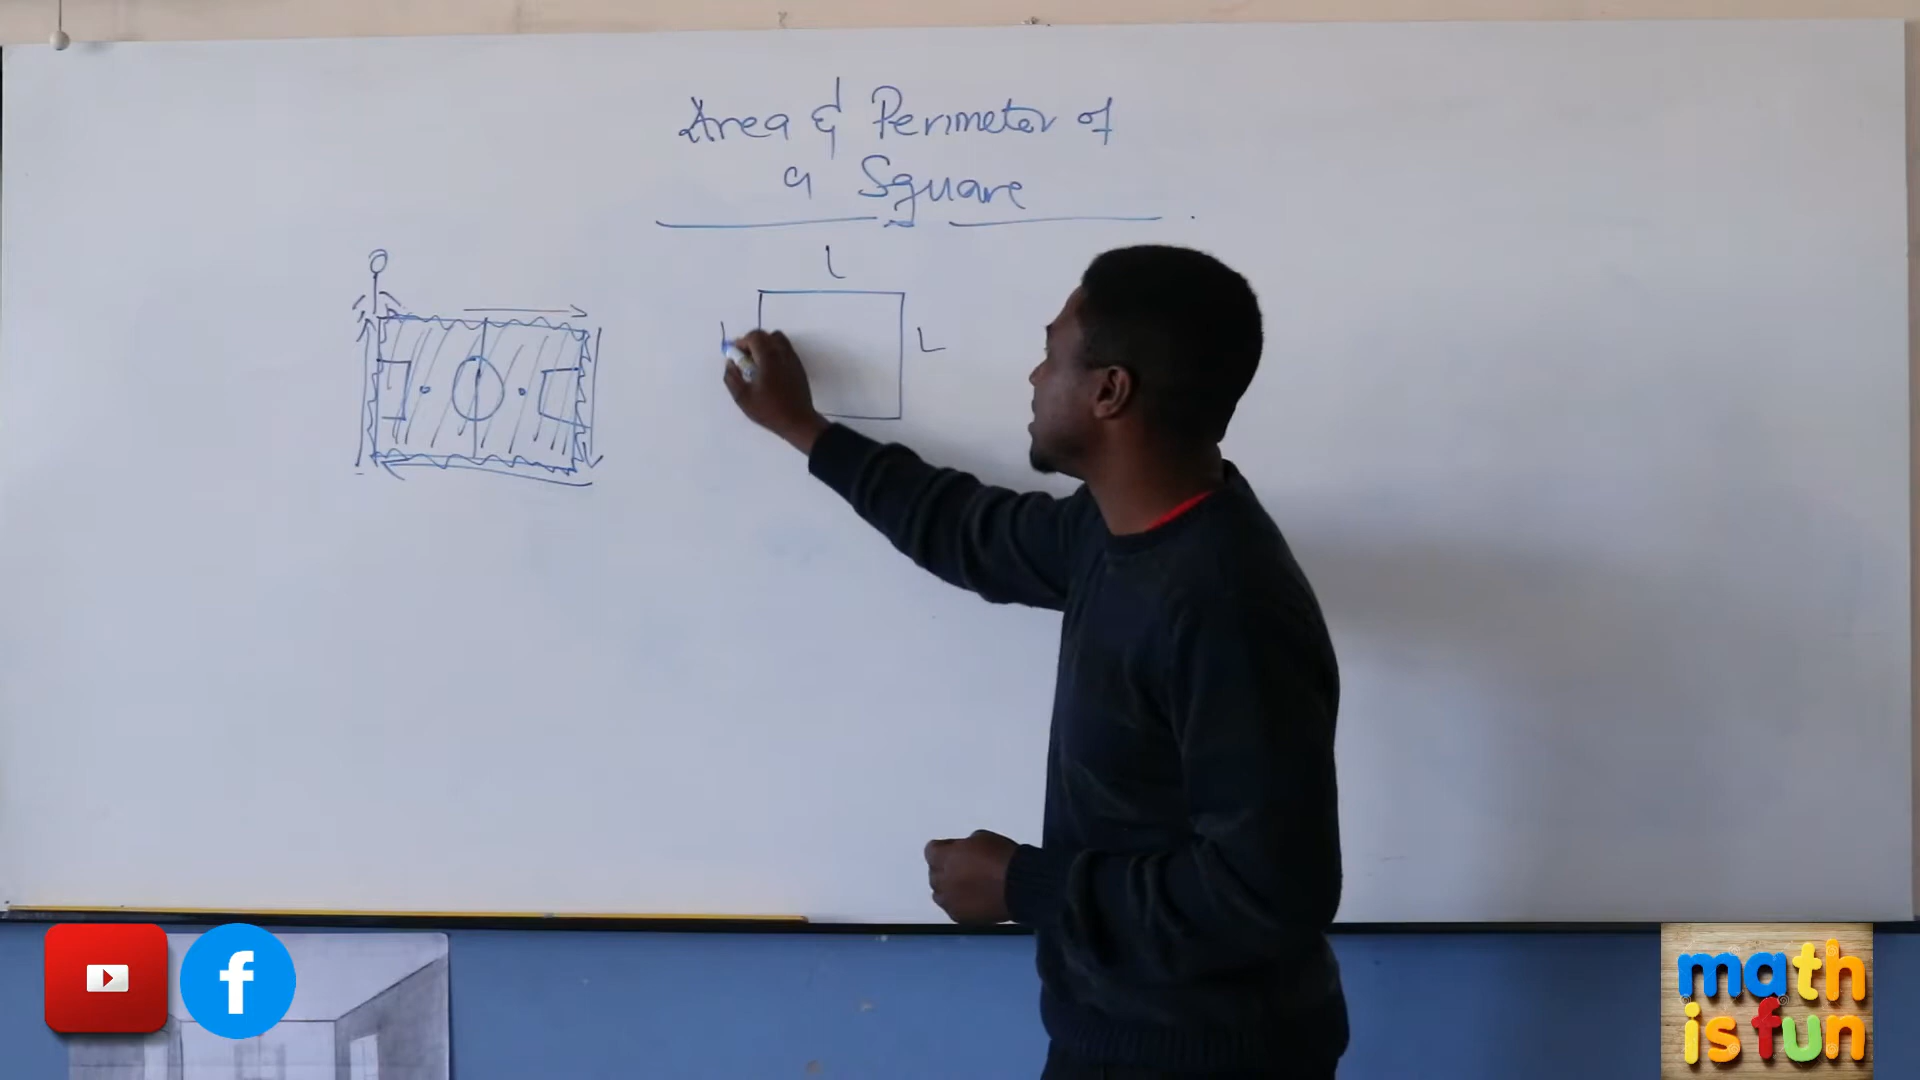 Area & Perimeter of
a Square
L
L
L
f
math
is fun